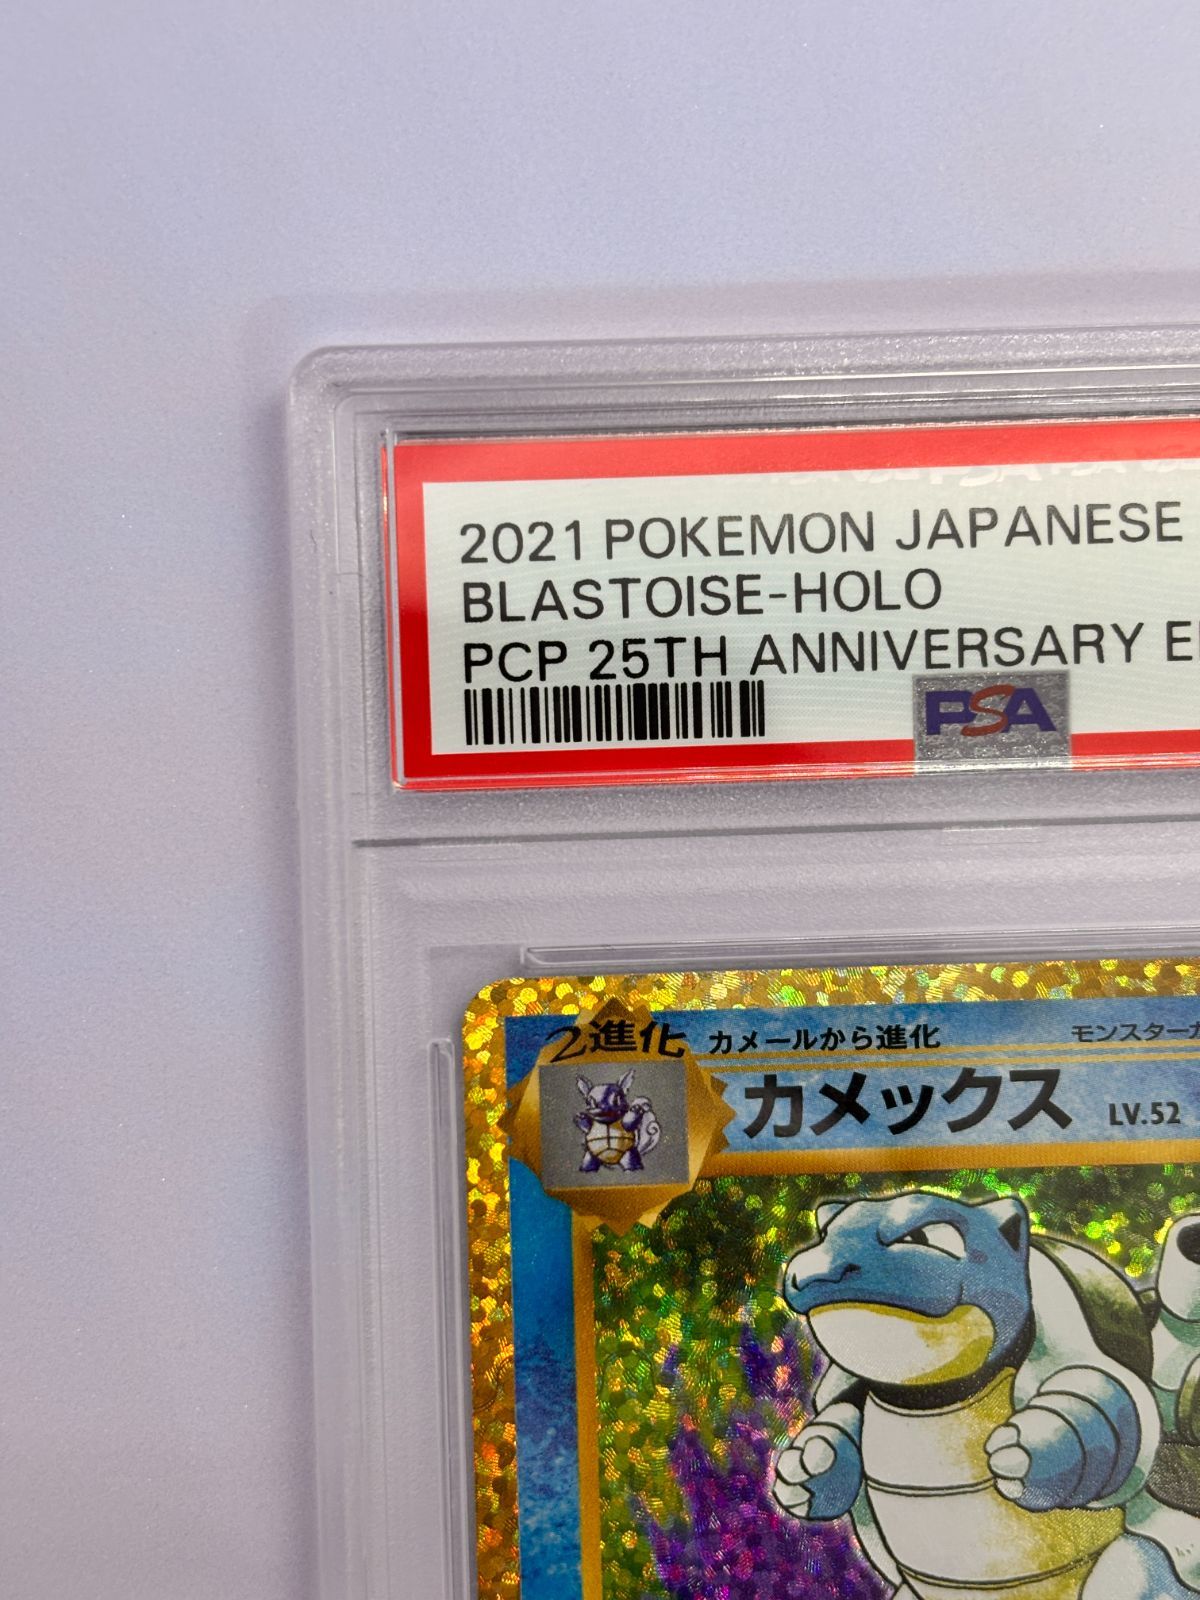 2021 POKEMON JAPANESE
BLASTOISE-HOLO
PCP 25TH ANNIVERSARY
PSA
2進化 カメールから進化
カメックス LV.52